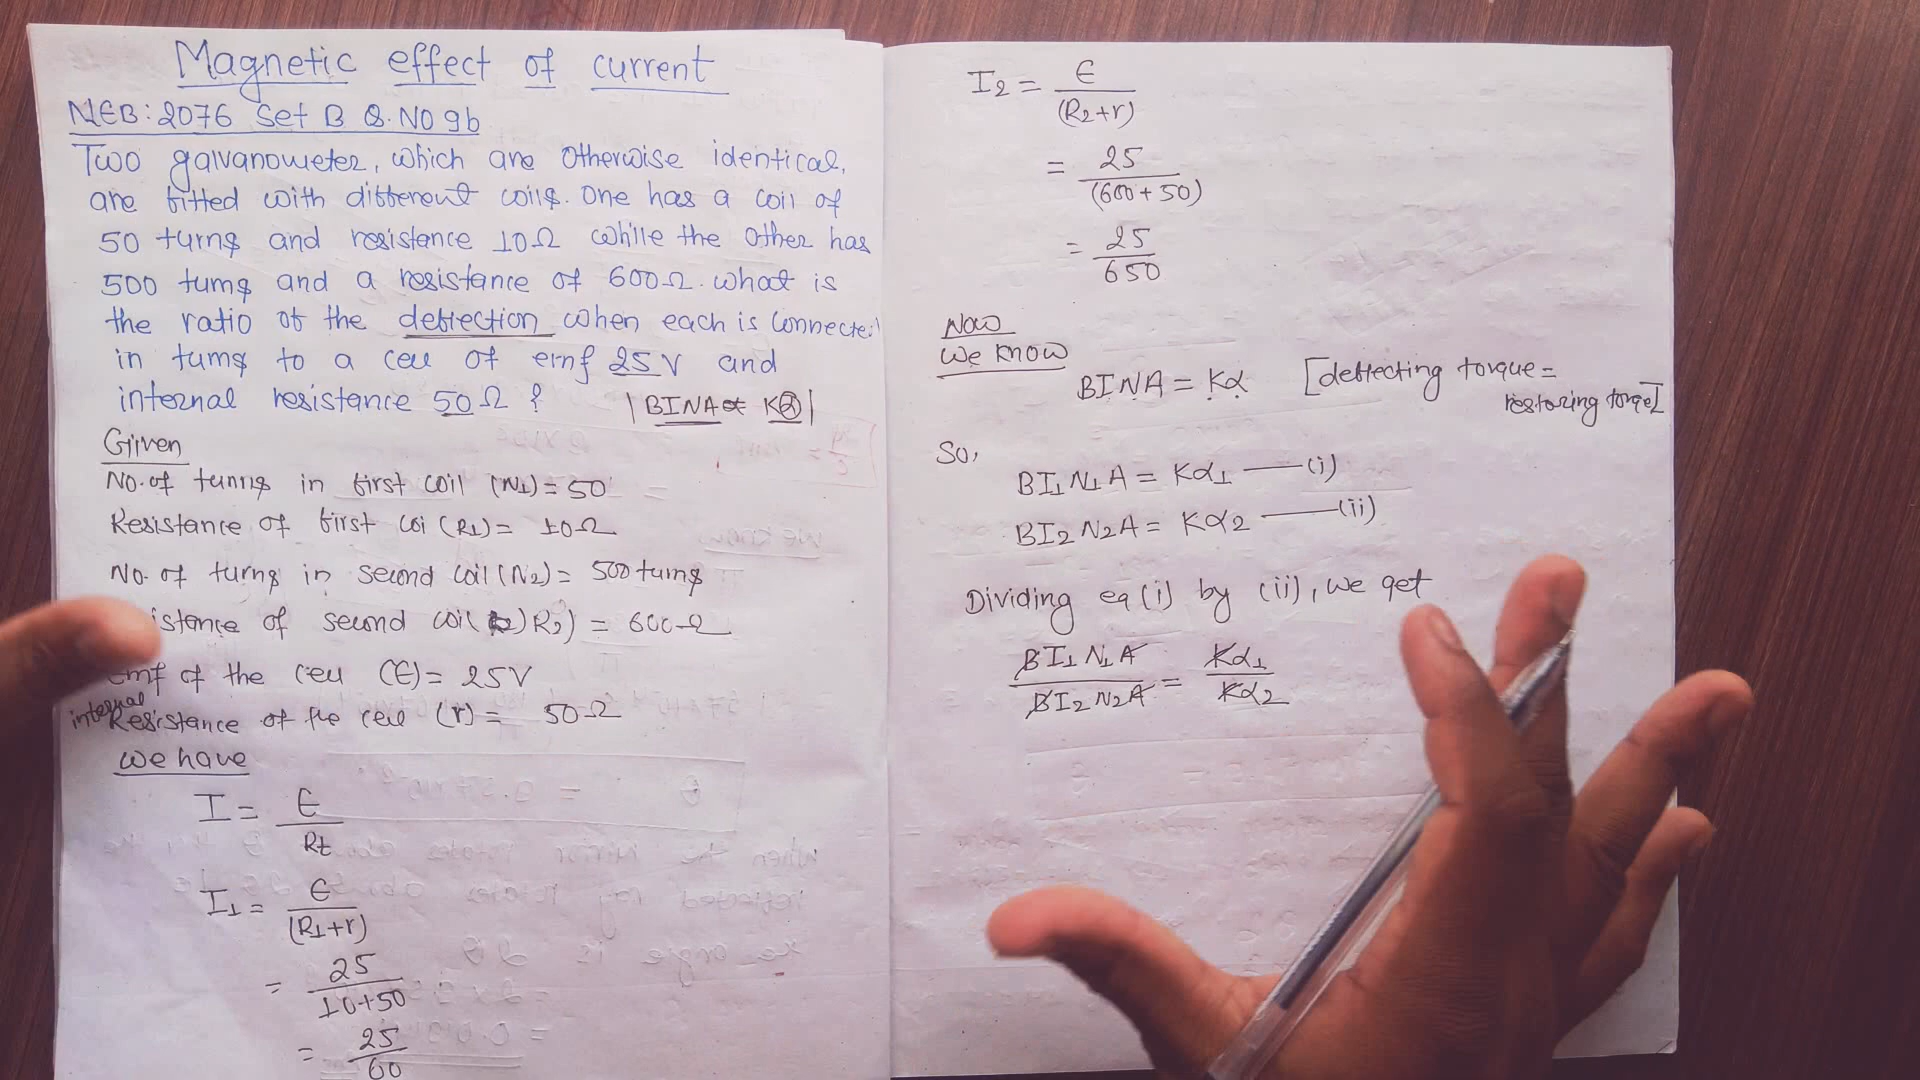 Magnetic effect of current
NEB: 2076 Set B Q.NO 9b
Two galvanometer, which are otherwise identical,
are fitted with different coils. One has a coil of
50 turns and resistance 10Ω while the other has
500 turns and a resistance of 600Ω. what is
the ratio of the deflection when each is connected
in turns to a cell of emf 25 V and
internal resistance 50Ω ? | BINA = Kα |
Given
No. of turns in first coil (N1) = 50
Resistance of first coi (R1) = 10Ω
No. of turns in second coil (N2) = 500 turns
istance of second coil R2) = 600Ω
emf of the cell (E) = 25V
internal
Resistance of the cell (r) = 50Ω
we have
I = E / Rt
I1 = E / (R1+r)
= 25 / 10+50
= 25 / 60
I2 = E / (R2+r)
= 25 / (600+50)
= 25 / 650
Now
We know
BINA = Kα [deflecting torque =
restoring torque]
So,
BI1N1A = Kα1 —(i)
BI2N2A = Kα2 —(ii)
Dividing eq (i) by (ii), we get
BI1N1A / BI2N2A = Kα1 / Kα2